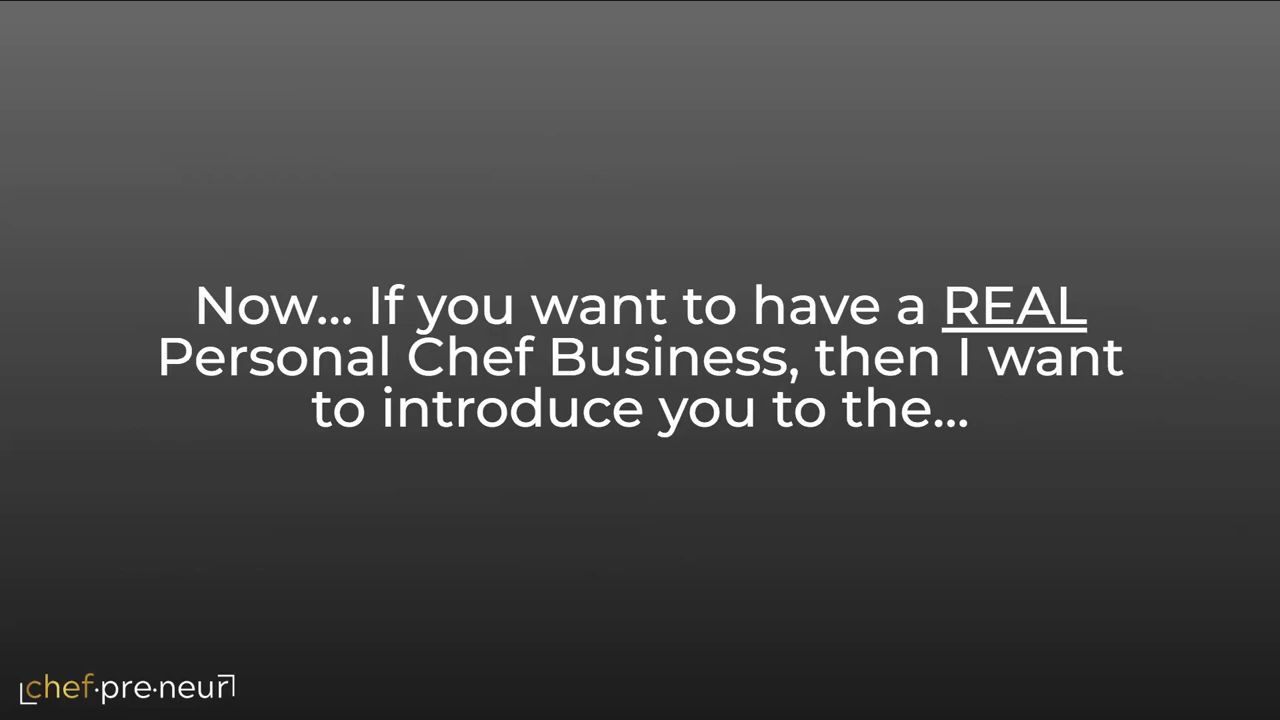 Now... If you want to have a REAL
Personal Chef Business, then I want
to introduce you to the...
chef·pre·neur